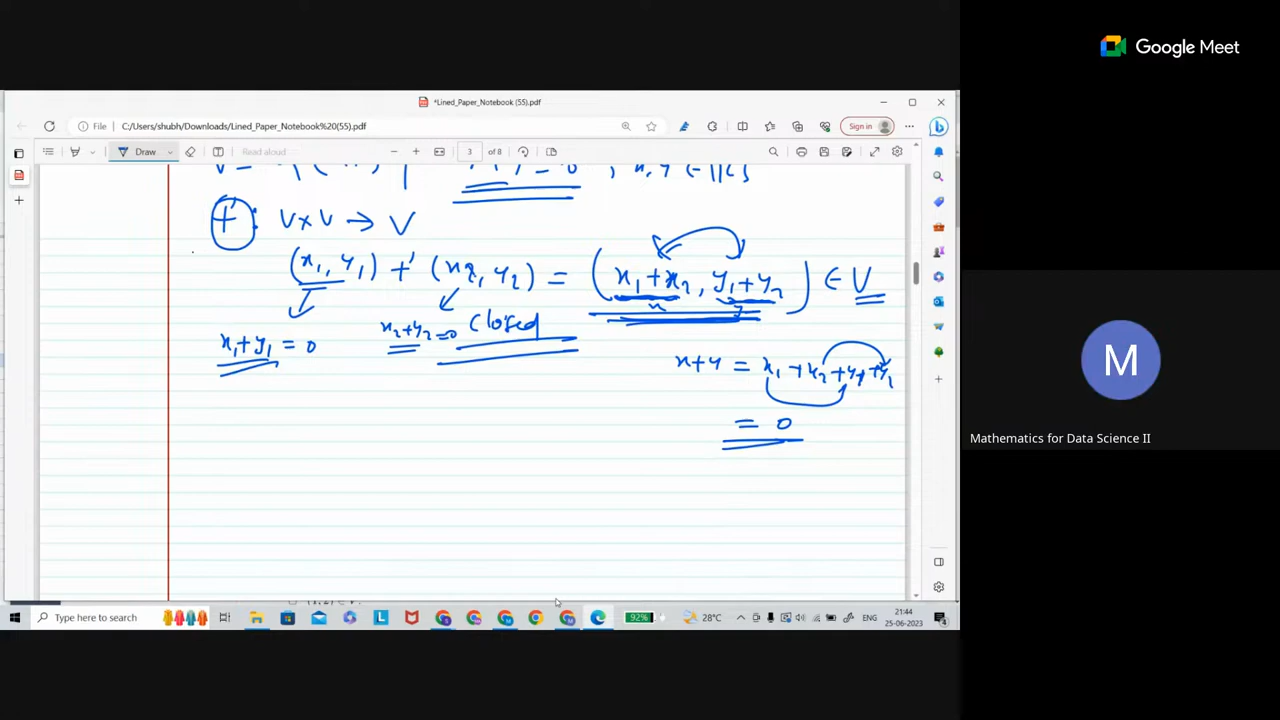 Google Meet
*Lined_Paper_Notebook (55).pdf
File C:/Users/shubh/Downloads/Lined_Paper_Notebook%20(55).pdf
Sign in
Draw
Read aloud
3 of 8
+' : V x V → V
(x₁, y₁) +' (x₂, y₂) = (x₁+x₂, y₁+y₂) ∈ V
x y
x₁+y₁ = 0
x₂+y₂=0 Closed
x+y = x₁+x₂+y₁+y₂
= 0
Mathematics for Data Science II
M
Type here to search
92%
28°C
ENG
21:44
25-06-2023